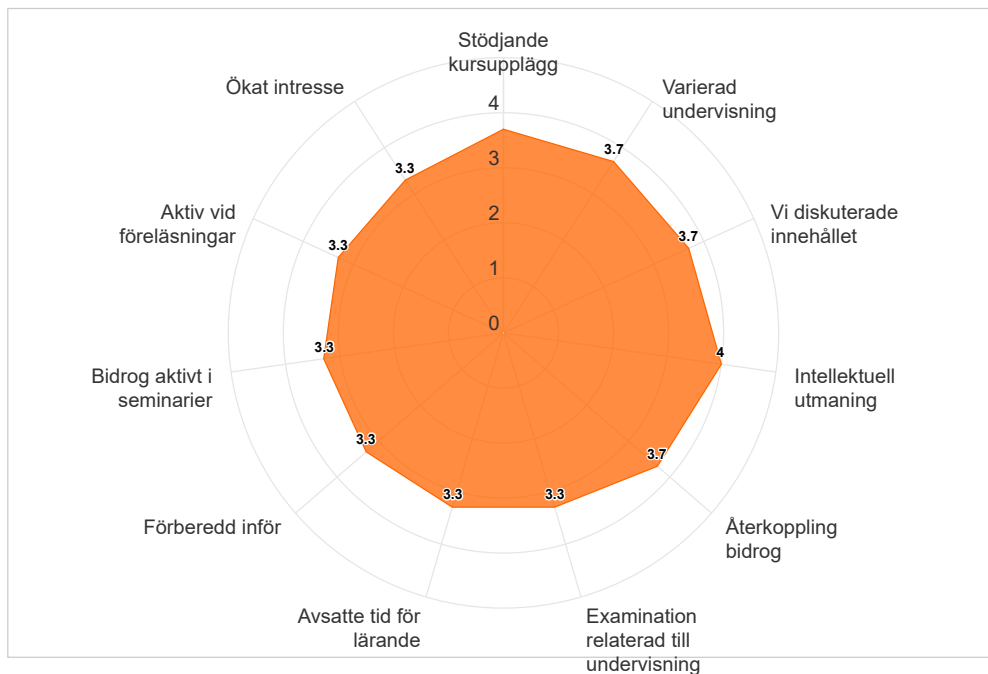 Stödjande
kursupplägg
Varierad
undervisning
Vi diskuterade
innehållet
Intellektuell
utmaning
Återkoppling
bidrog
Examination
relaterad till
undervisning
Avsatte tid för
lärande
Förberedd inför
Bidrog aktivt i
seminarier
Aktiv vid
föreläsningar
Ökat intresse
4
3
2
1
0
3.7
3.7
4
3.7
3.3
3.3
3.3
3.3
3.3
3.3